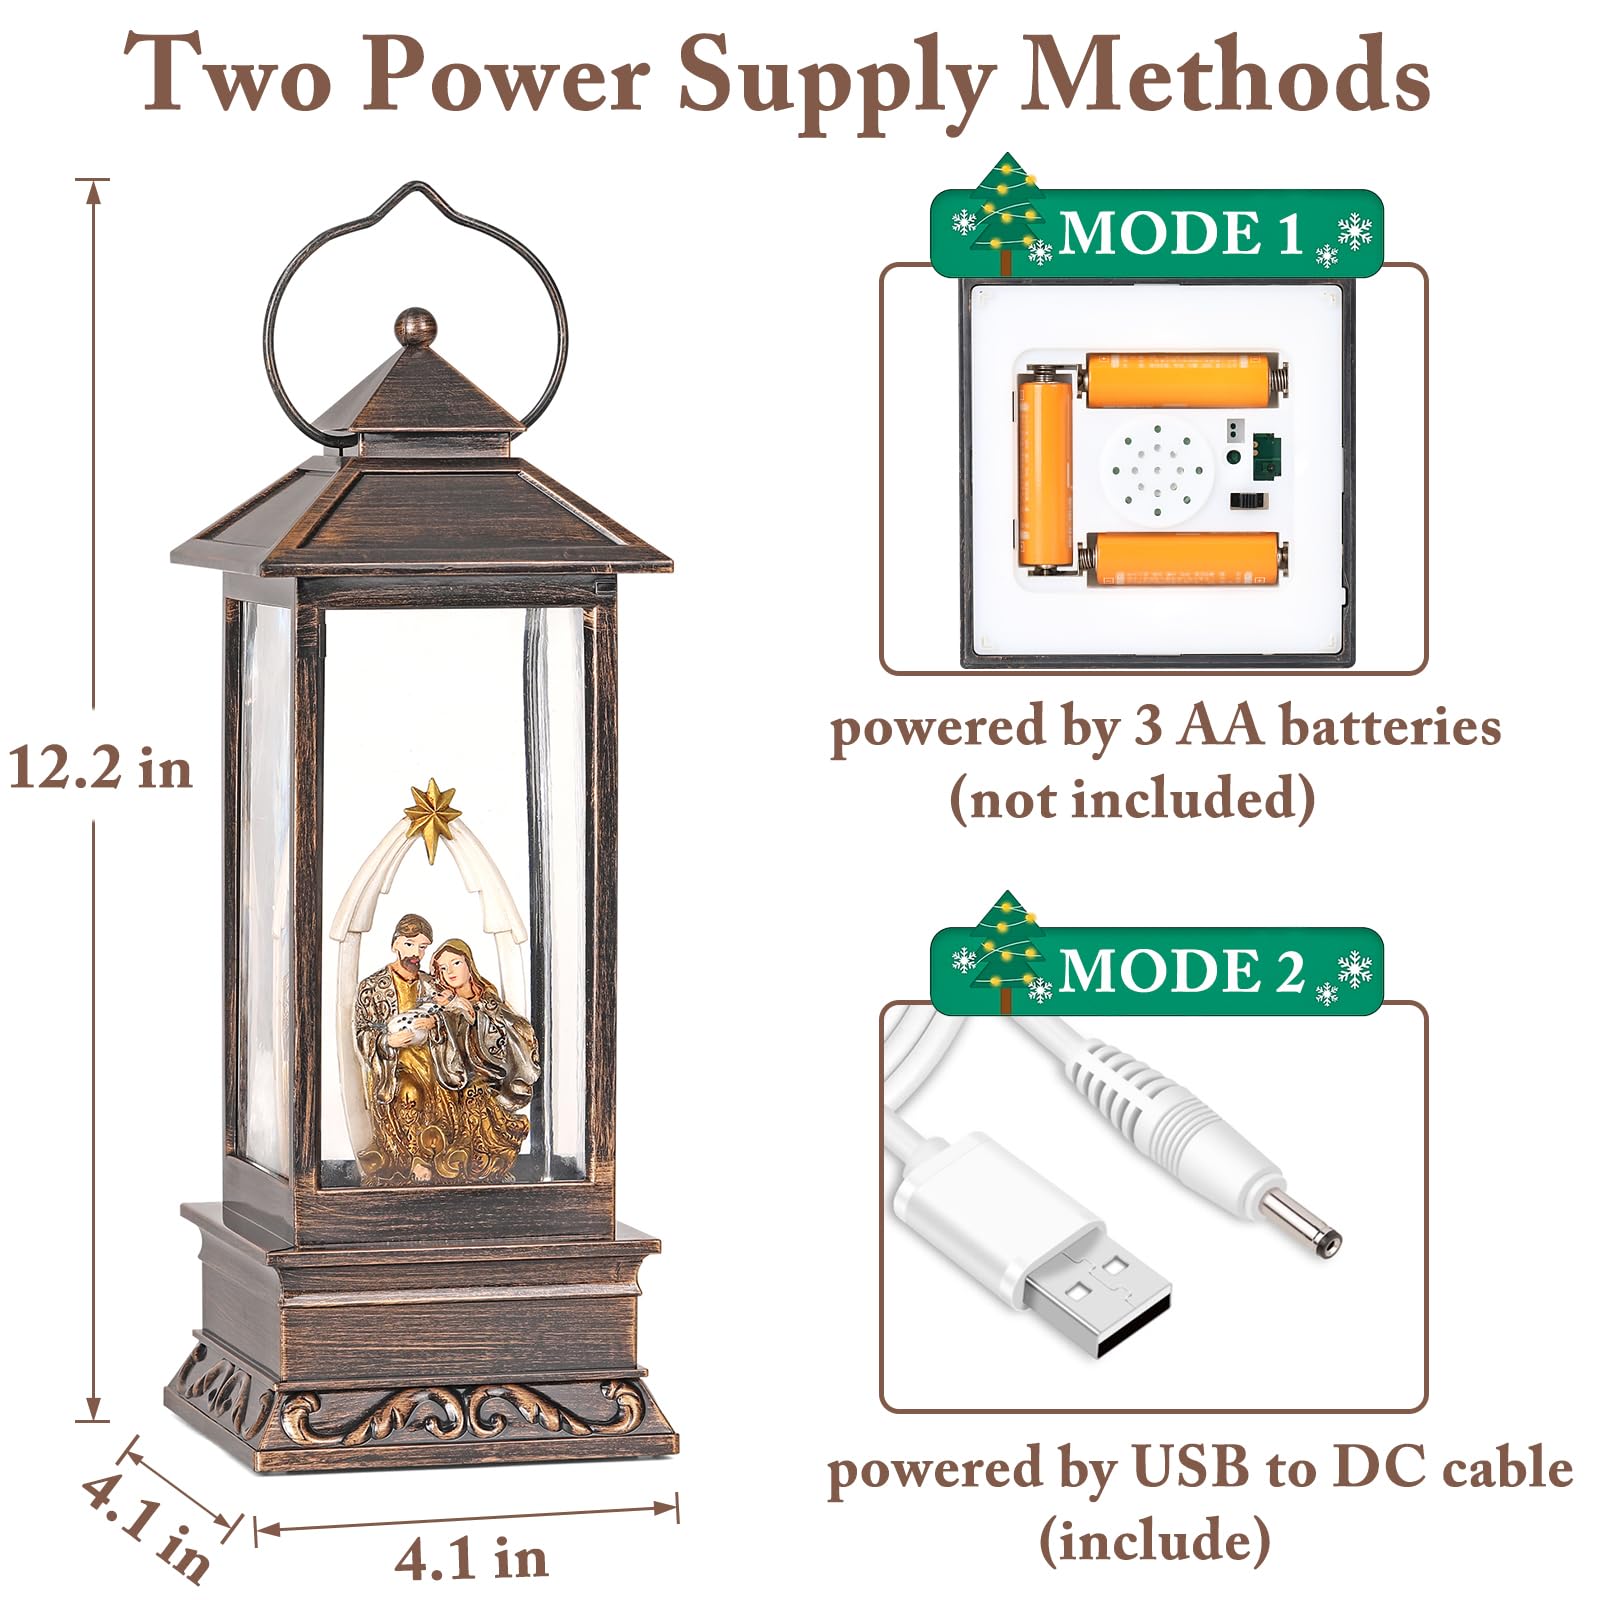 Two Power Supply Methods
MODE 1
12.2 in
powered by 3 AA batteries
(not included)
MODE 2
4.1 in
4.1 in
powered by USB to DC cable
(include)